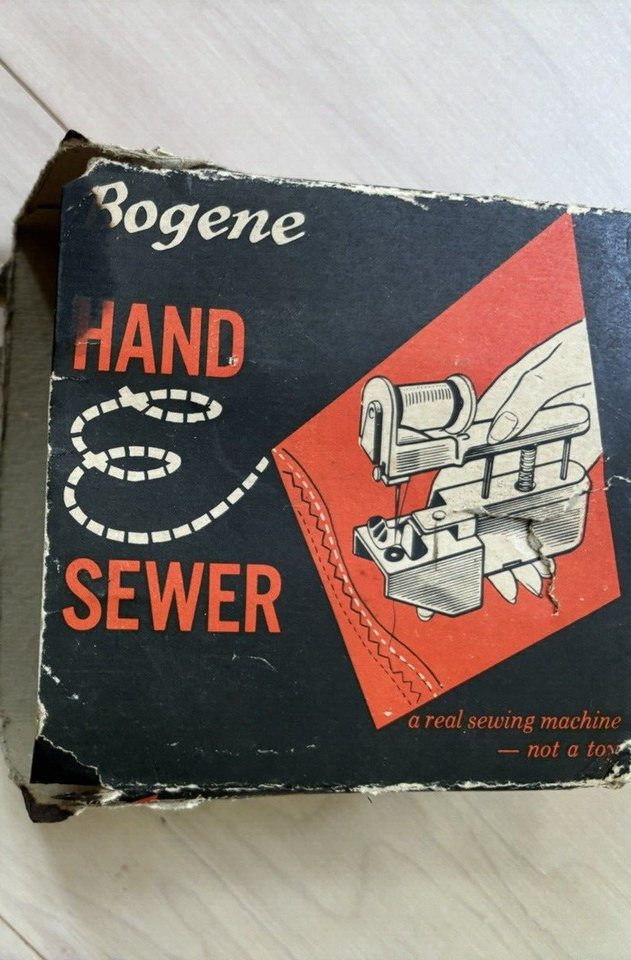 Bogene
HAND
SEWER
a real sewing machine
— not a toy